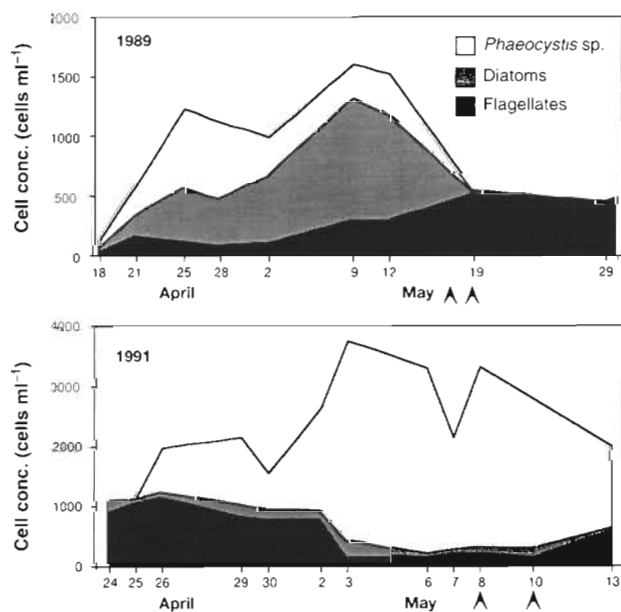 2000
1989
Phaeocystis sp.
1500
Diatoms
Flagellates
1000
500
0
Cell conc. (cells ml⁻¹)
18 21 25 28 2 9 12 19 29
April May
4000
1991
3000
2000
1000
0
Cell conc. (cells ml⁻¹)
24 25 26 29 30 2 3 6 7 8 10 13
April May